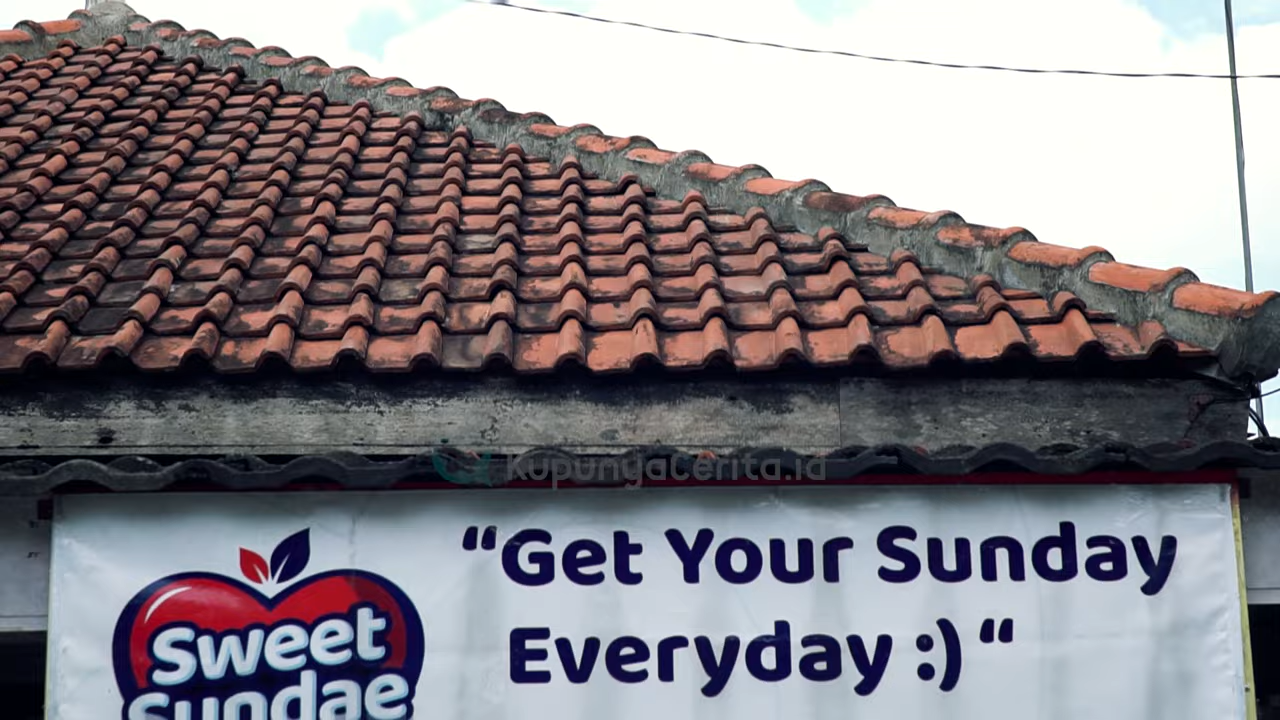 KupunyaCerita.id
“Get Your Sunday
Everyday :) “
Sweet
Sundae